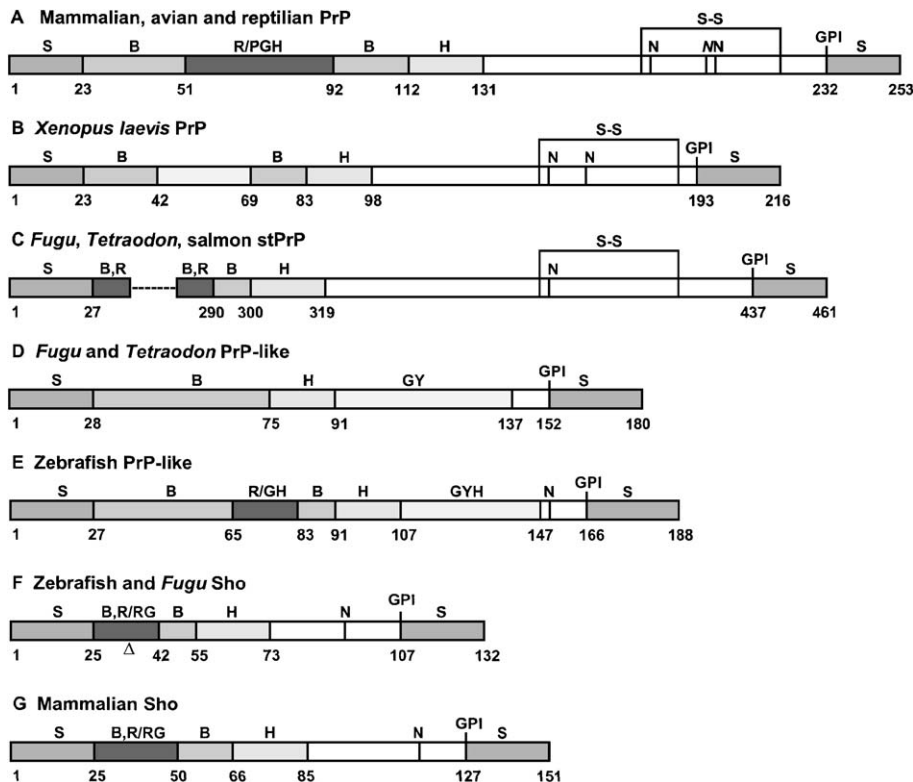 A Mammalian, avian and reptilian PrP
S-S
S B R/PGH B H N NN GPI S
1 23 51 92 112 131 232 253
B Xenopus laevis PrP
S-S
S B B H N N GPI S
1 23 42 69 83 98 193 216
C Fugu, Tetraodon, salmon stPrP
S-S
S B,R B,R B H N GPI S
1 27 290 300 319 437 461
D Fugu and Tetraodon PrP-like
S B H GY GPI S
1 28 75 91 137 152 180
E Zebrafish PrP-like
S B R/GH B H GYH N GPI S
1 27 65 83 91 107 147 166 188
F Zebrafish and Fugu Sho
S B,R/RG B H N GPI S
1 25 Δ 42 55 73 107 132
G Mammalian Sho
S B,R/RG B H N GPI S
1 25 50 66 85 127 151